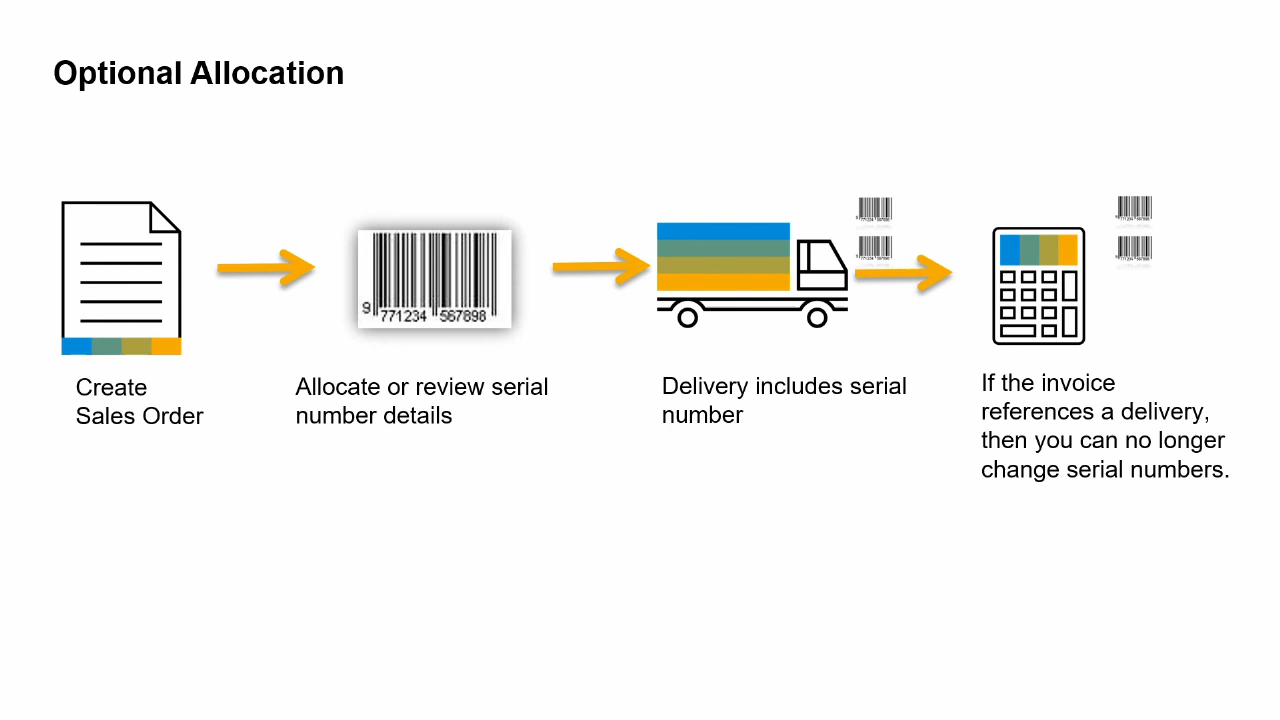 Optional Allocation
9 771234 567898
Create
Sales Order
Allocate or review serial
number details
Delivery includes serial
number
If the invoice
references a delivery,
then you can no longer
change serial numbers.